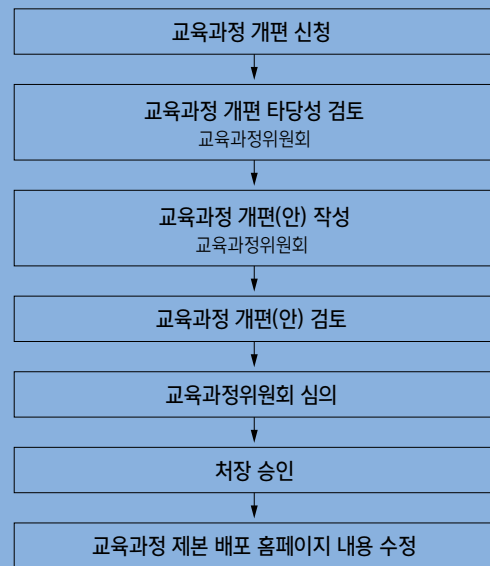 교육과정 개편 신청
교육과정 개편 타당성 검토
교육과정위원회
교육과정 개편(안) 작성
교육과정위원회
교육과정 개편(안) 검토
교육과정위원회 심의
처장 승인
교육과정 제본 배포 홈페이지 내용 수정